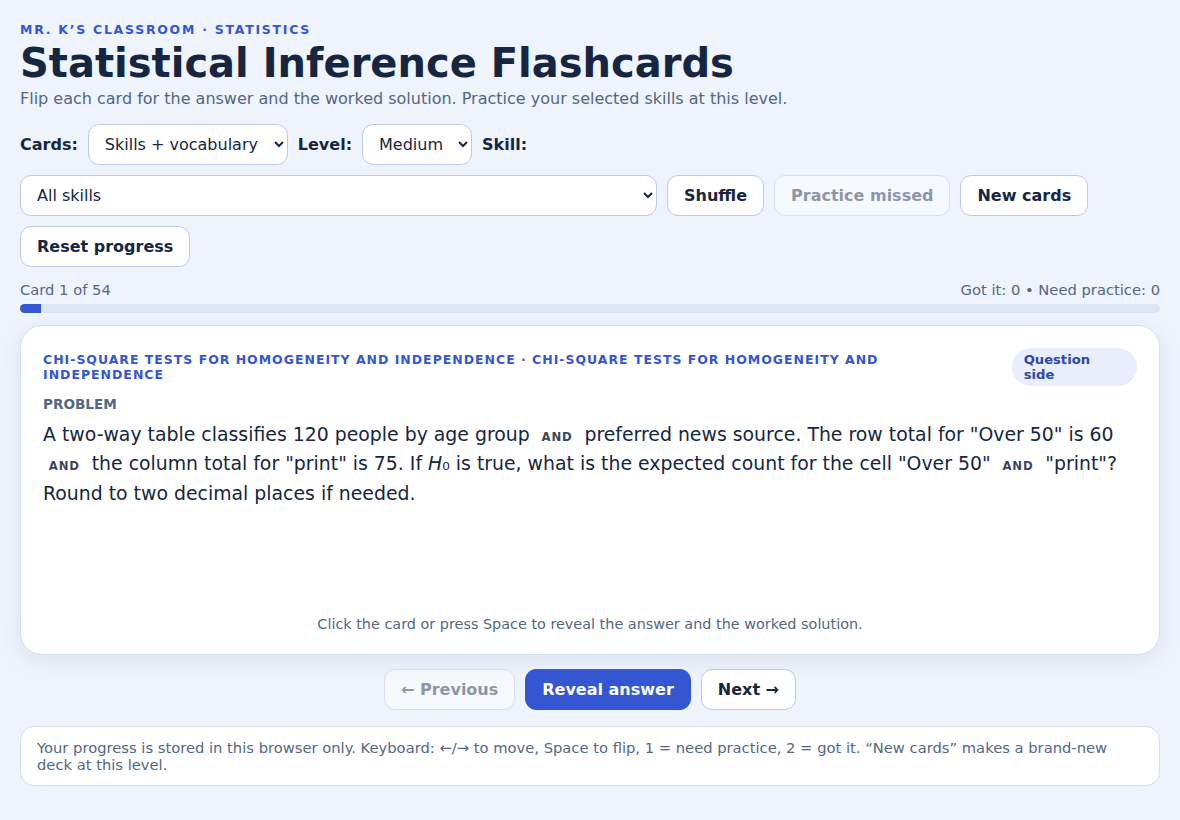 MR. K’S CLASSROOM · STATISTICS
Statistical Inference Flashcards
Flip each card for the answer and the worked solution. Practice your selected skills at this level.
Cards: Skills + vocabulary Level: Medium Skill:
All skills Shuffle Practice missed New cards
Reset progress
Card 1 of 54 Got it: 0 • Need practice: 0
CHI-SQUARE TESTS FOR HOMOGENEITY AND INDEPENDENCE · CHI-SQUARE TESTS FOR HOMOGENEITY AND
INDEPENDENCE
Question
side
PROBLEM
A two-way table classifies 120 people by age group AND preferred news source. The row total for "Over 50" is 60
AND the column total for "print" is 75. If H₀ is true, what is the expected count for the cell "Over 50" AND "print"?
Round to two decimal places if needed.
Click the card or press Space to reveal the answer and the worked solution.
← Previous Reveal answer Next →
Your progress is stored in this browser only. Keyboard: ←/→ to move, Space to flip, 1 = need practice, 2 = got it. “New cards” makes a brand-new
deck at this level.